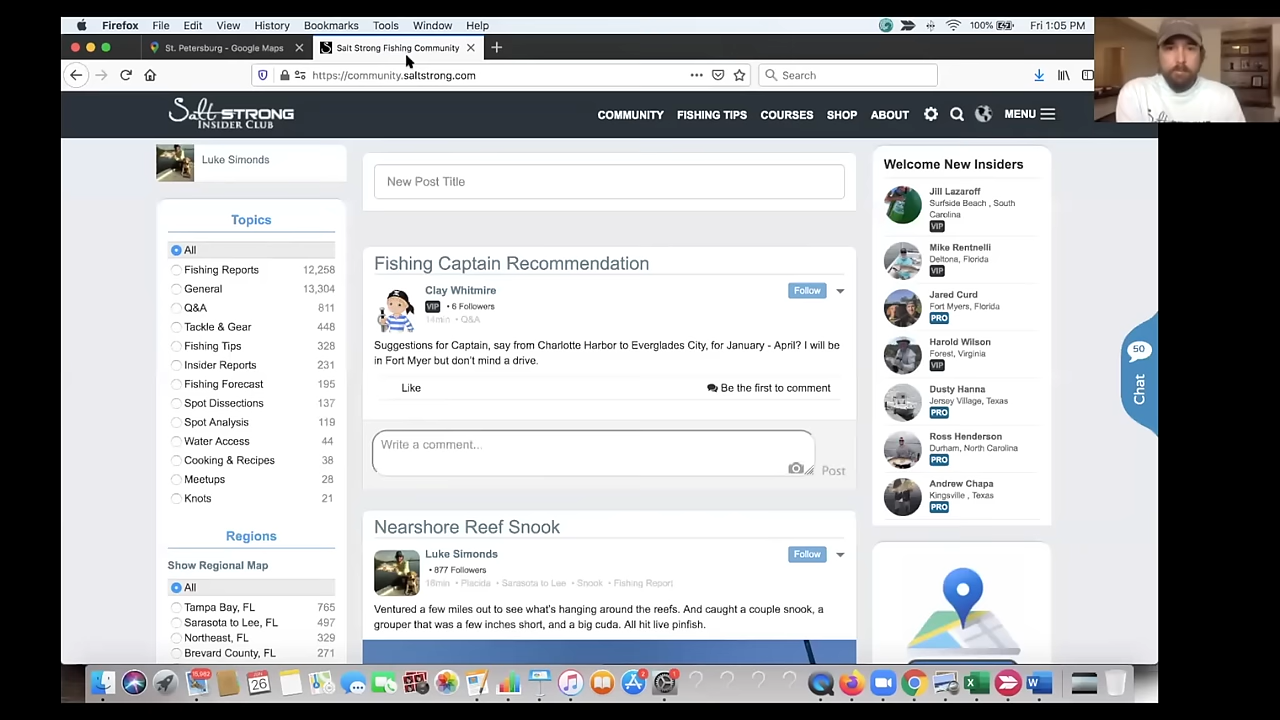 Firefox File Edit View History Bookmarks Tools Window Help
100% Fri 1:05 PM
St. Petersburg - Google Maps
Salt Strong Fishing Community
https://community.saltstrong.com
Search
Salt STRONG
INSIDER CLUB
COMMUNITY FISHING TIPS COURSES SHOP ABOUT MENU
Luke Simonds
Topics
All
Fishing Reports 12,258
General 13,304
Q&A 811
Tackle & Gear 448
Fishing Tips 328
Insider Reports 231
Fishing Forecast 195
Spot Dissections 137
Spot Analysis 119
Water Access 44
Cooking & Recipes 38
Meetups 28
Knots 21
Regions
Show Regional Map
All
Tampa Bay, FL 765
Sarasota to Lee, FL 497
Northeast, FL 329
Brevard County, FL 271
New Post Title
Fishing Captain Recommendation
Clay Whitmire
VIP • 6 Followers
14min • Q&A
Follow
Suggestions for Captain, say from Charlotte Harbor to Everglades City, for January - April? I will be
in Fort Myer but don't mind a drive.
Like
Be the first to comment
Write a comment...
Post
Nearshore Reef Snook
Luke Simonds
• 877 Followers
18min • Placida • Sarasota to Lee • Snook • Fishing Report
Follow
Ventured a few miles out to see what's hanging around the reefs. And caught a couple snook, a
grouper that was a few inches short, and a big cuda. All hit live pinfish.
Welcome New Insiders
Jill Lazaroff
Surfside Beach , South
Carolina
VIP
Mike Rentnelli
Deltona, Florida
VIP
Jared Curd
Fort Myers, Florida
PRO
Harold Wilson
Forest, Virginia
VIP
Dusty Hanna
Jersey Village, Texas
PRO
Ross Henderson
Durham, North Carolina
PRO
Andrew Chapa
Kingsville , Texas
PRO
50
Chat
JUN
26